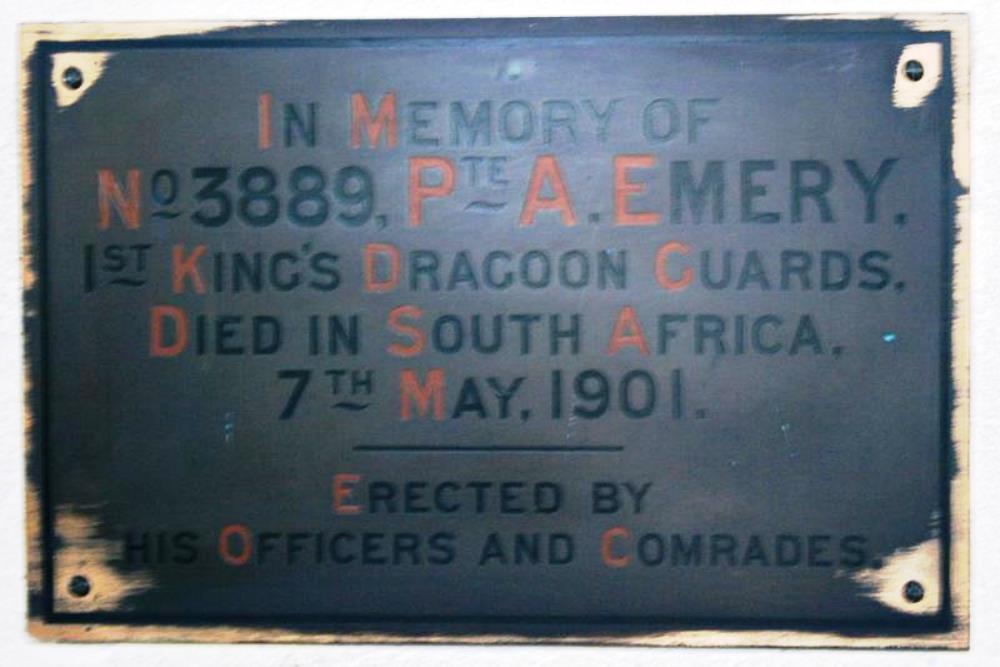 In Memory of
Nº 3889, Pte A. Emery.
1st King's Dragoon Guards.
Died in South Africa,
7th May, 1901.
Erected by
his Officers and Comrades.